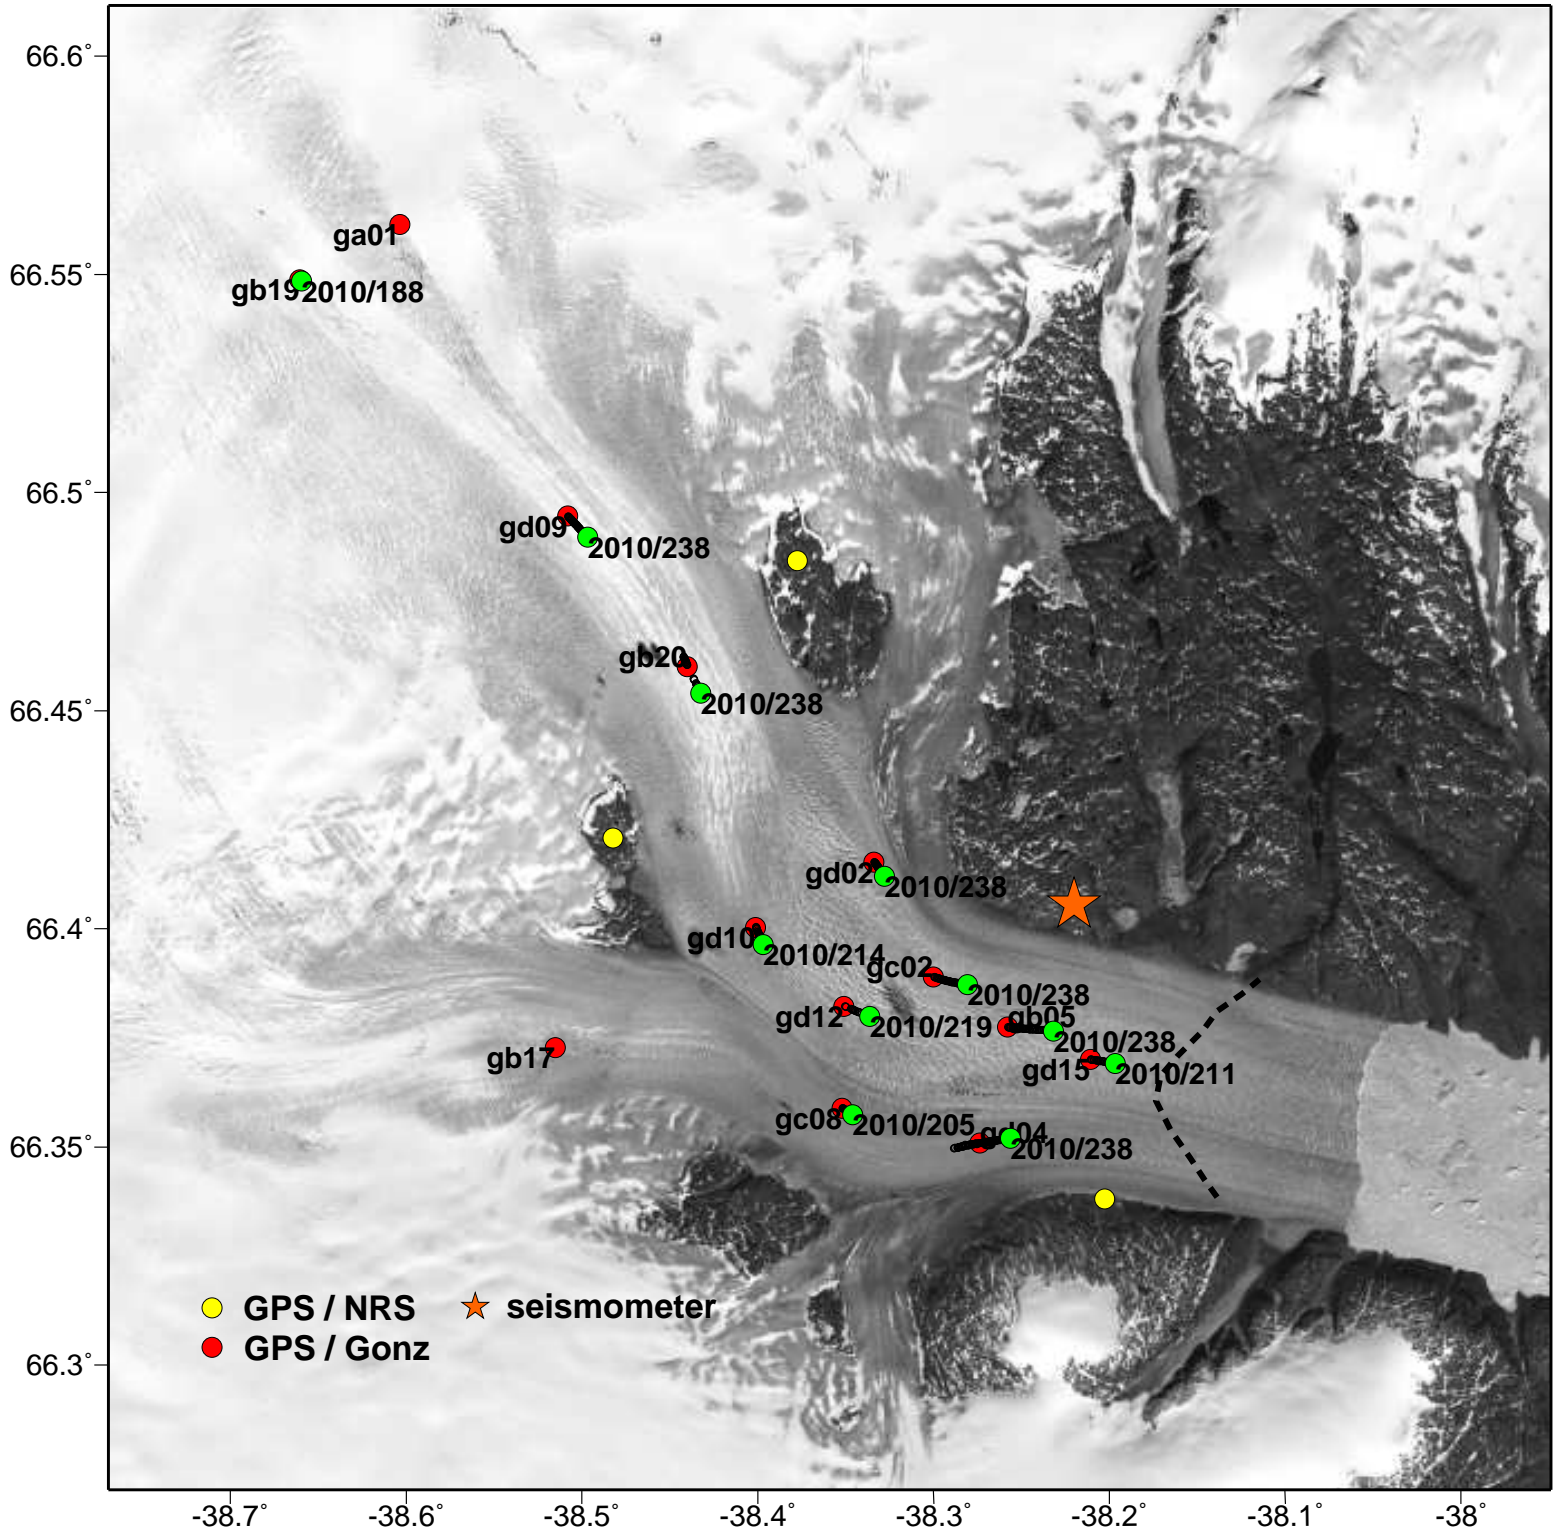 66.6°
ga01
66.55°
gb19 2010/188
66.5°
gd09
2010/238
gb20
66.45°
2010/238
gd02
2010/238
66.4°
gd10
2010/214
gc02
2010/238
gd12
2010/219
gb05
2010/238
gb17
gd15
2010/211
gc08
2010/205
gd04
66.35°
2010/238
GPS / NRS
seismometer
GPS / Gonz
66.3°
-38.7° -38.6° -38.5° -38.4° -38.3° -38.2° -38.1° -38°